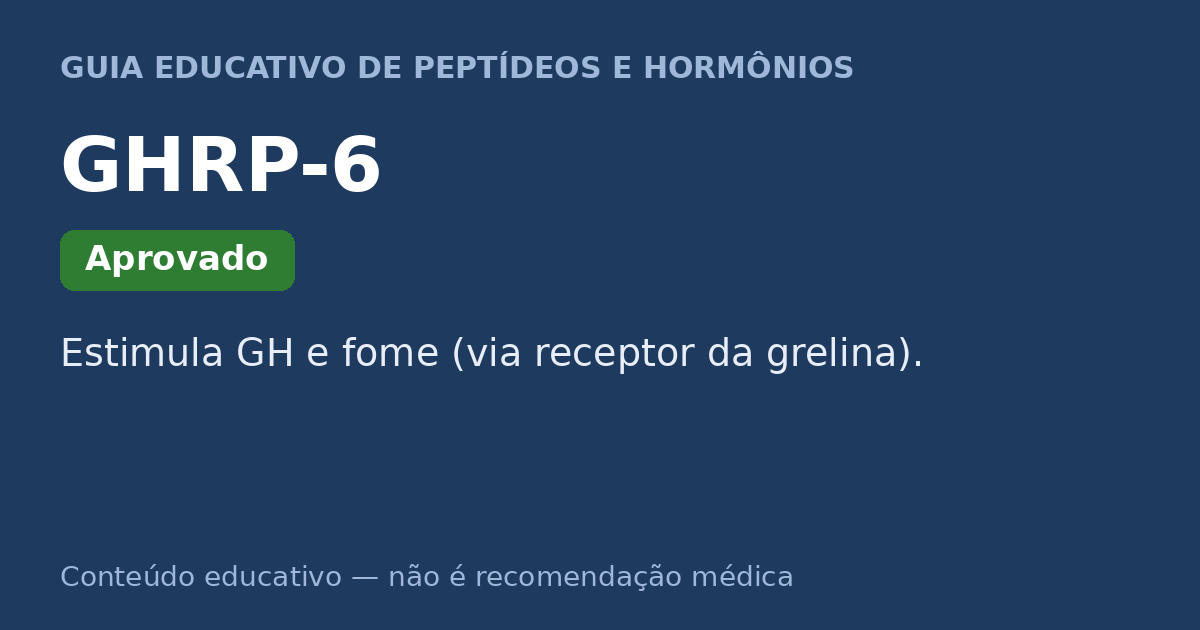 GUIA EDUCATIVO DE PEPTÍDEOS E HORMÔNIOS
GHRP-6
Aprovado
Estimula GH e fome (via receptor da grelina).
Conteúdo educativo — não é recomendação médica